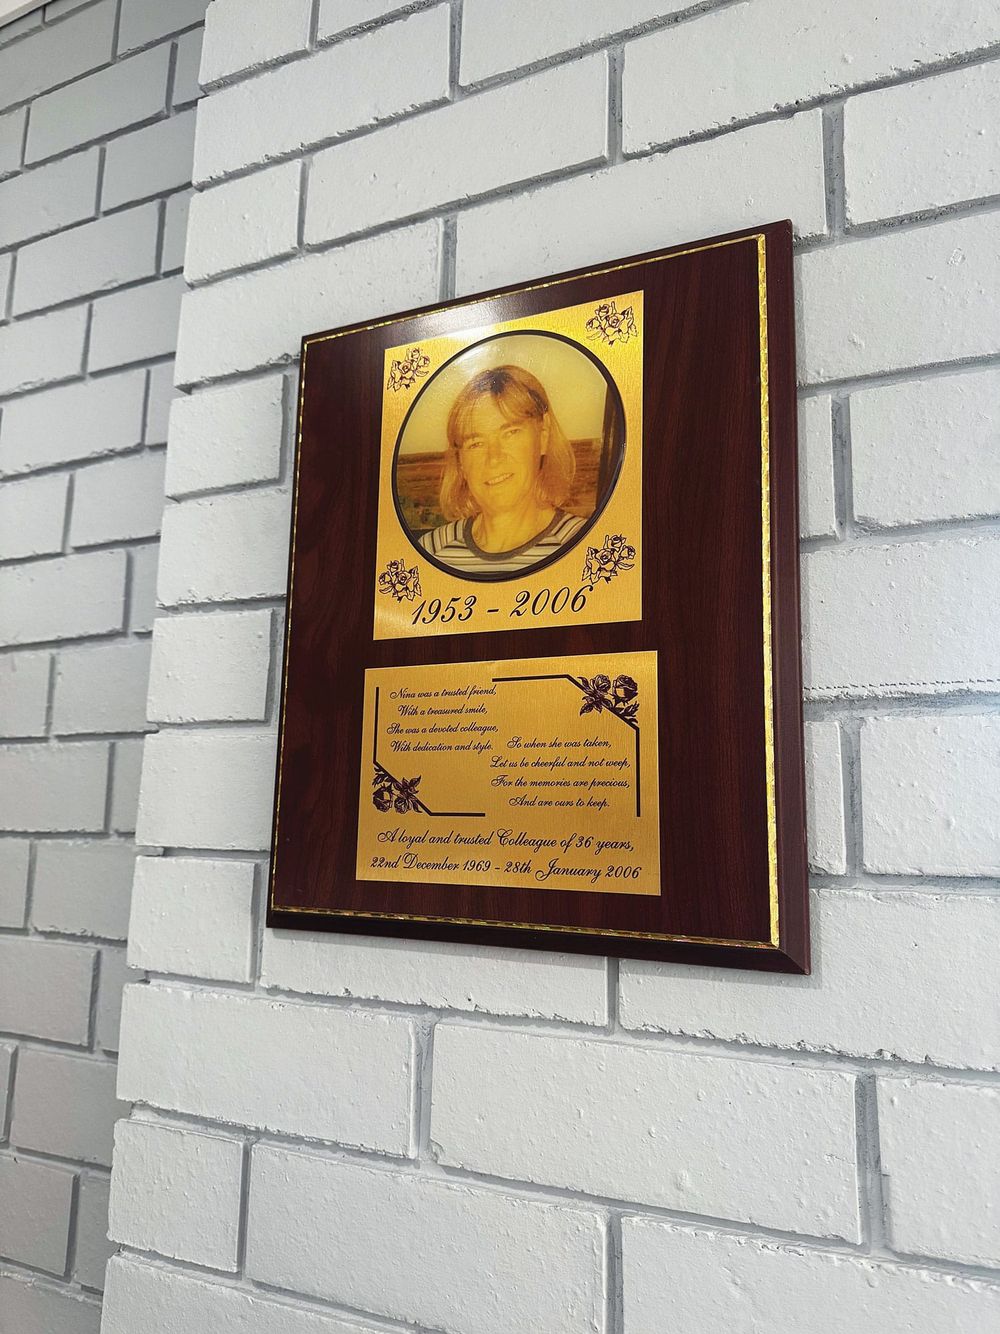 1953 - 2006
Nina was a trusted friend,
With a treasured smile,
She was a devoted colleague,
With dedication and style.
So when she was taken,
Let us be cheerful and not weep,
For the memories are precious,
And are ours to keep.
A loyal and trusted Colleague of 36 years,
22nd December 1969 - 28th January 2006